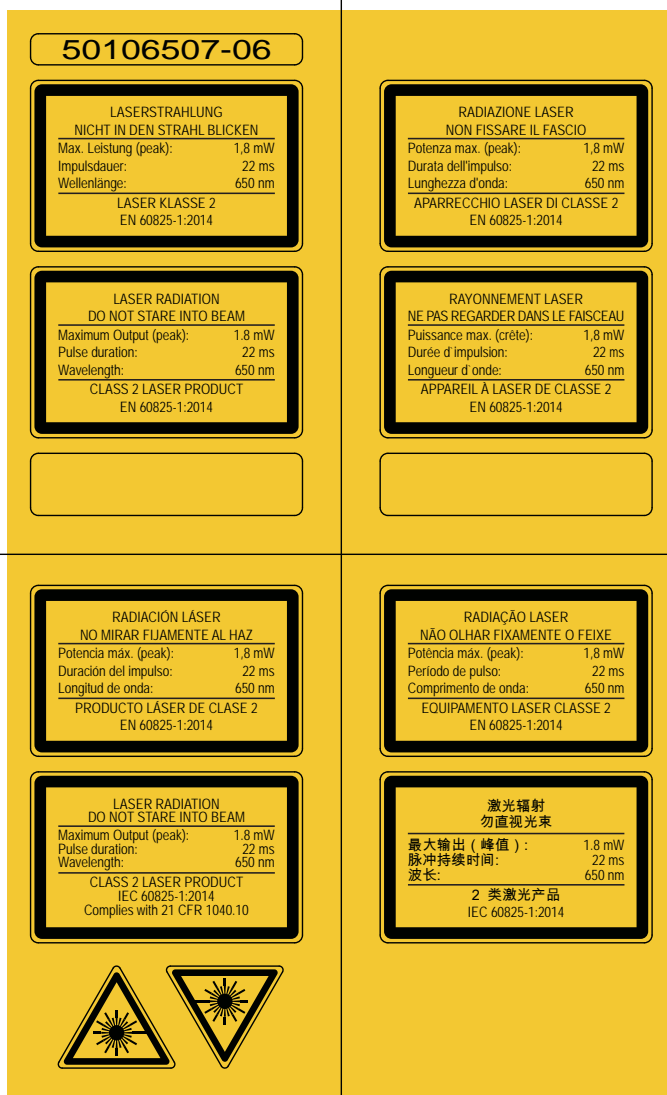 50106507-06
LASERSTRAHLUNG
NICHT IN DEN STRAHL BLICKEN
Max. Leistung (peak): 1,8 mW
Impulsdauer: 22 ms
Wellenlänge: 650 nm
LASER KLASSE 2
EN 60825-1:2014
RADIAZIONE LASER
NON FISSARE IL FASCIO
Potenza max. (peak): 1,8 mW
Durata dell'impulso: 22 ms
Lunghezza d'onda: 650 nm
APARRECCHIO LASER DI CLASSE 2
EN 60825-1:2014
LASER RADIATION
DO NOT STARE INTO BEAM
Maximum Output (peak): 1.8 mW
Pulse duration: 22 ms
Wavelength: 650 nm
CLASS 2 LASER PRODUCT
EN 60825-1:2014
RAYONNEMENT LASER
NE PAS REGARDER DANS LE FAISCEAU
Puissance max. (crête): 1,8 mW
Durée d`impulsion: 22 ms
Longueur d`onde: 650 nm
APPAREIL À LASER DE CLASSE 2
EN 60825-1:2014
RADIACIÓN LÁSER
NO MIRAR FIJAMENTE AL HAZ
Potencia máx. (peak): 1,8 mW
Duración del impulso: 22 ms
Longitud de onda: 650 nm
PRODUCTO LÁSER DE CLASE 2
EN 60825-1:2014
RADIAÇÃO LASER
NÃO OLHAR FIXAMENTE O FEIXE
Potência máx. (peak): 1,8 mW
Período de pulso: 22 ms
Comprimento de onda: 650 nm
EQUIPAMENTO LASER CLASSE 2
EN 60825-1:2014
LASER RADIATION
DO NOT STARE INTO BEAM
Maximum Output (peak): 1.8 mW
Pulse duration: 22 ms
Wavelength: 650 nm
CLASS 2 LASER PRODUCT
IEC 60825-1:2014
Complies with 21 CFR 1040.10
激光辐射
勿直视光束
最大输出（峰值）: 1.8 mW
脉冲持续时间: 22 ms
波长: 650 nm
2 类激光产品
IEC 60825-1:2014